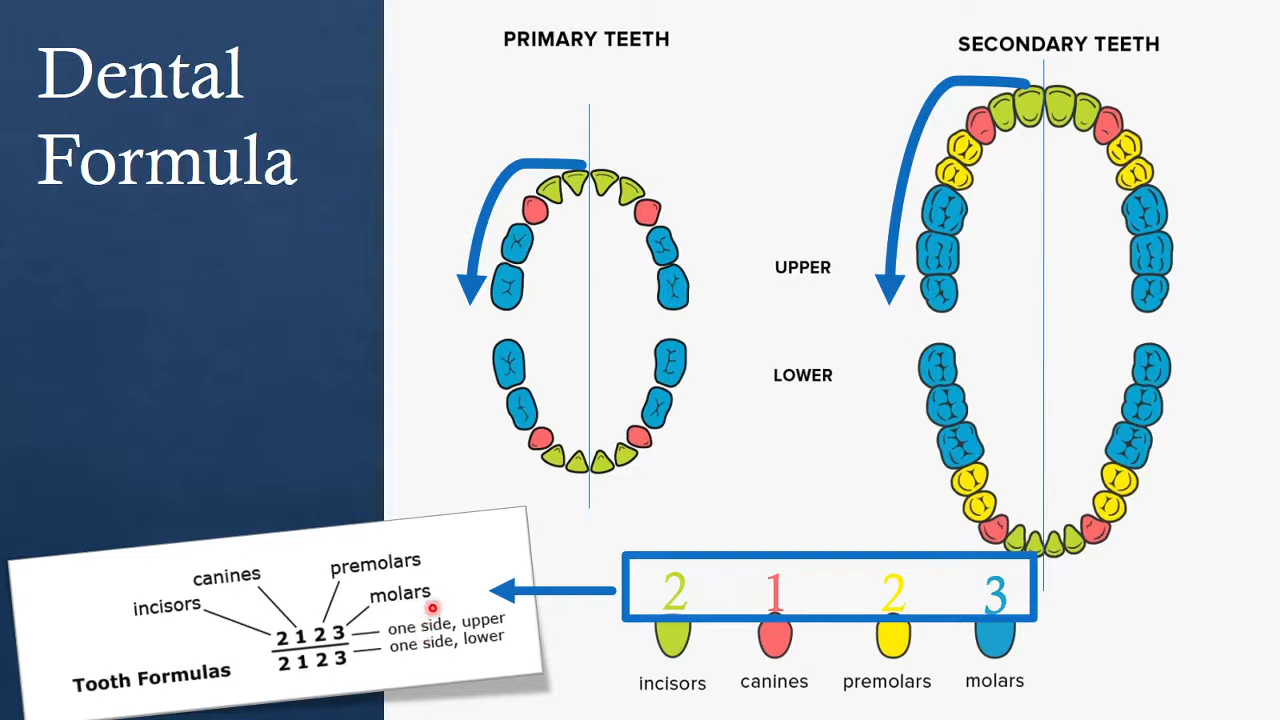 Dental
Formula
PRIMARY TEETH
SECONDARY TEETH
UPPER
LOWER
canines
premolars
incisors
molars
2 1 2 3
one side, upper
2 1 2 3
one side, lower
Tooth Formulas
2 1 2 3
incisors canines premolars molars